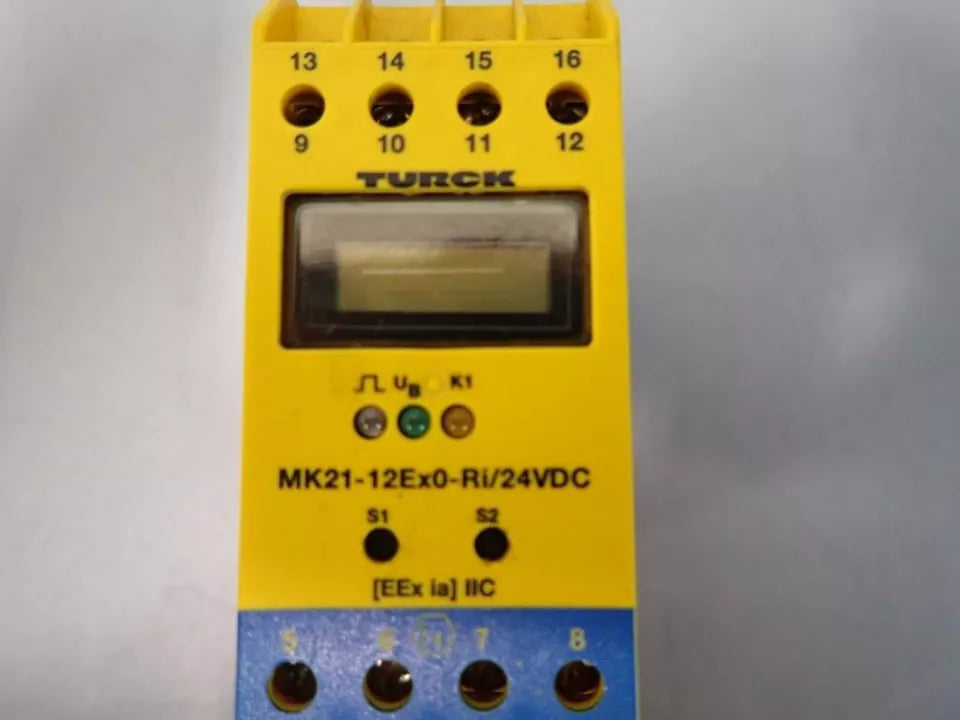 13 14 15 16
9 10 11 12
TURCK
U_B K1
MK21-12Ex0-Ri/24VDC
S1 S2
[EEx ia] IIC
5 6 7 8